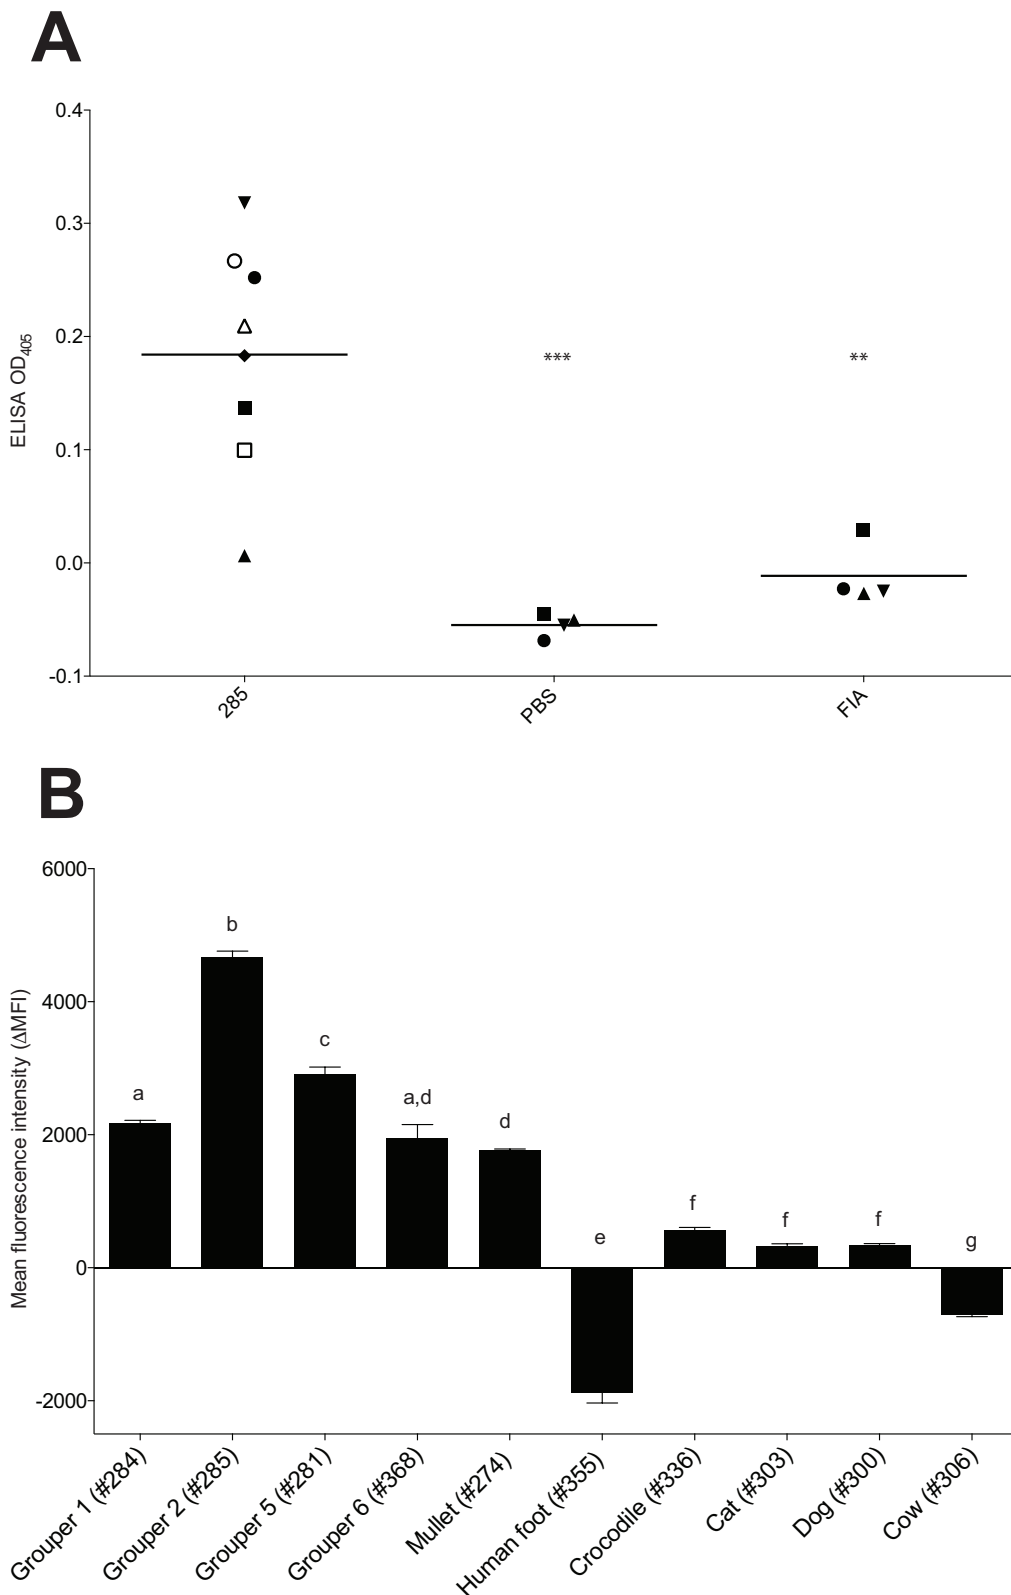 A
0.4
0.3
0.2
0.1
0.0
-0.1
ELISA OD405
***
**
285
PBS
FIA
B
6000
4000
2000
0
-2000
Mean fluorescence intensity (ΔMFI)
a
b
c
a,d
d
e
f
f
f
g
Grouper 1 (#284)
Grouper 2 (#285)
Grouper 5 (#281)
Grouper 6 (#368)
Mullet (#274)
Human foot (#355)
Crocodile (#336)
Cat (#303)
Dog (#300)
Cow (#306)